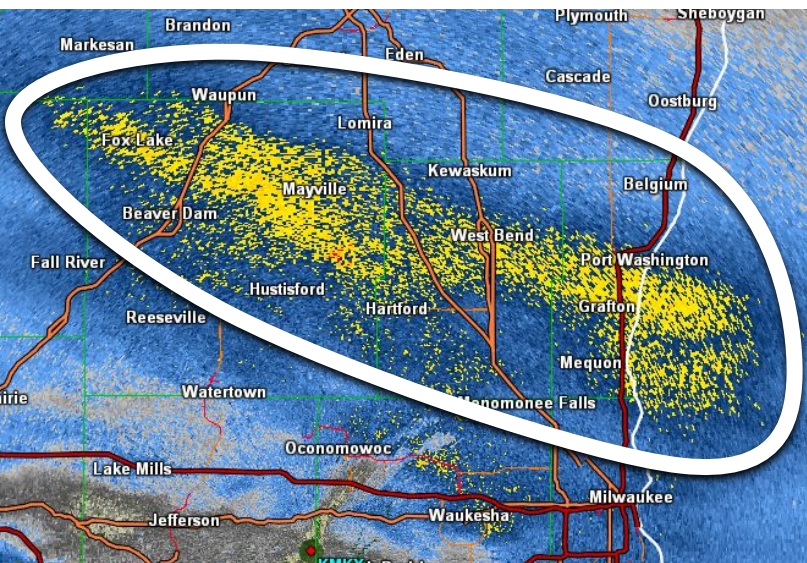 Plymouth
Sheboygan
Brandon
Markesan
Eden
Cascade
Waupun
Oostburg
Lomira
Fox Lake
Kewaskum
Mayville
Belgium
Beaver Dam
West Bend
Fall River
Port Washington
Hustisford
Hartford
Grafton
Reeseville
Mequon
Watertown
irie
Menomonee Falls
Oconomowoc
Lake Mills
Milwaukee
Jefferson
Waukesha
KMKX